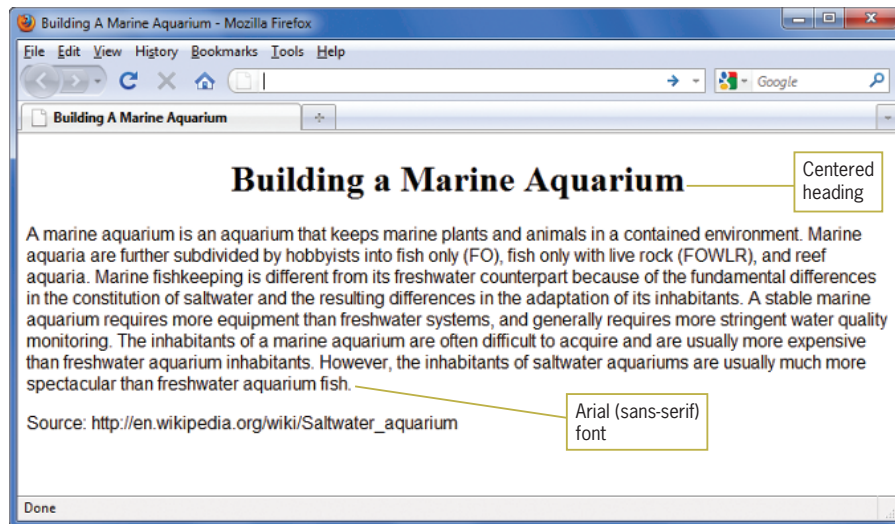 Building A Marine Aquarium - Mozilla Firefox
File Edit View History Bookmarks Tools Help
Google
Building A Marine Aquarium
Building a Marine Aquarium
Centered
heading
A marine aquarium is an aquarium that keeps marine plants and animals in a contained environment. Marine
aquaria are further subdivided by hobbyists into fish only (FO), fish only with live rock (FOWLR), and reef
aquaria. Marine fishkeeping is different from its freshwater counterpart because of the fundamental differences
in the constitution of saltwater and the resulting differences in the adaptation of its inhabitants. A stable marine
aquarium requires more equipment than freshwater systems, and generally requires more stringent water quality
monitoring. The inhabitants of a marine aquarium are often difficult to acquire and are usually more expensive
than freshwater aquarium inhabitants. However, the inhabitants of saltwater aquariums are usually much more
spectacular than freshwater aquarium fish.
Arial (sans-serif)
font
Source: http://en.wikipedia.org/wiki/Saltwater_aquarium
Done